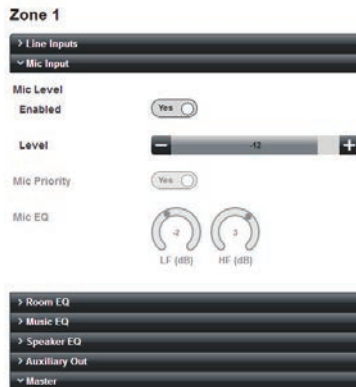 Zone 1
> Line Inputs
Mic Input
Mic Level
Enabled Yes
Level − -12 +
Mic Priority Yes
Mic EQ
-2 3
LF (dB) HF (dB)
> Room EQ
> Music EQ
> Speaker EQ
> Auxiliary Out
Master